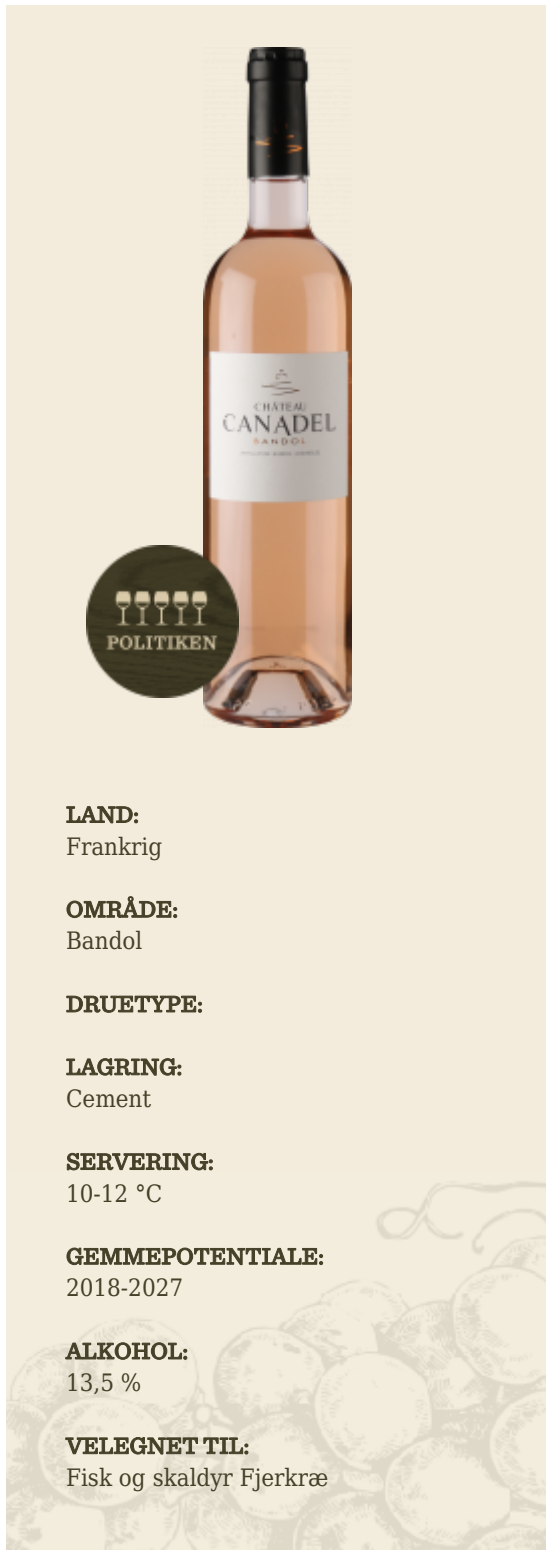 CHÂTEAU
CANADEL
BANDOL
POLITIKEN
LAND:
Frankrig
OMRÅDE:
Bandol
DRUETYPE:
LAGRING:
Cement
SERVERING:
10-12 °C
GEMMEPOTENTIALE:
2018-2027
ALKOHOL:
13,5 %
VELEGNET TIL:
Fisk og skaldyr Fjerkræ